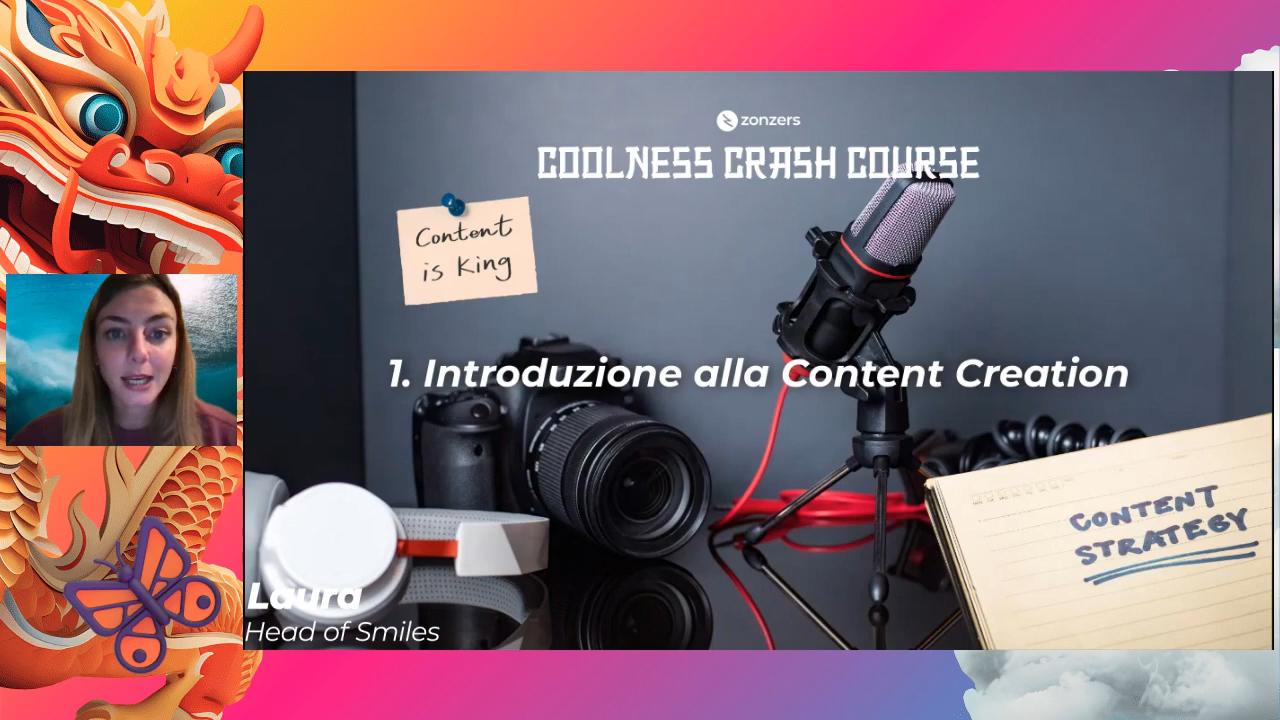 zonzers
COOLNESS CRASH COURSE
Content
is King
1. Introduzione alla Content Creation
CONTENT
STRATEGY
Laura
Head of Smiles